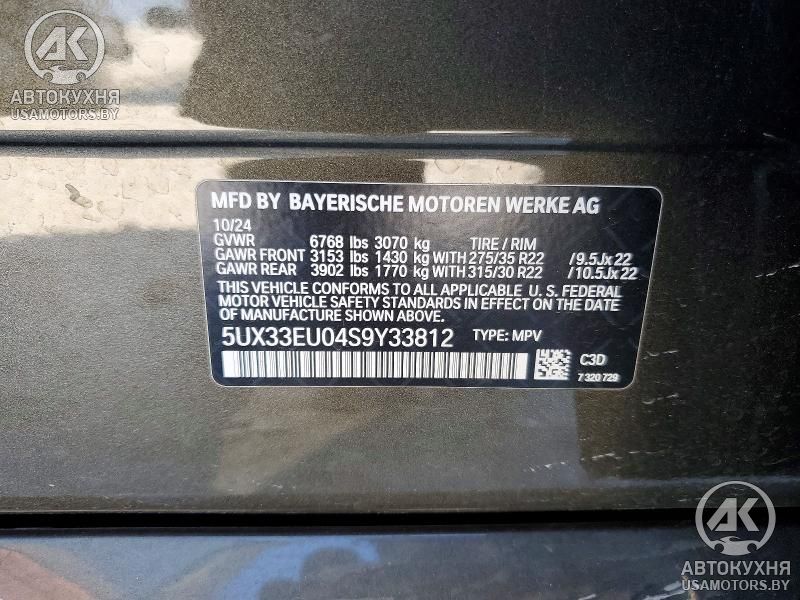 AK
АВТОКУХНЯ
USAMOTORS.BY
MFD BY BAYERISCHE MOTOREN WERKE AG
10/24
GVWR 6768 lbs 3070 kg TIRE / RIM
GAWR FRONT 3153 lbs 1430 kg WITH 275/35 R22 /9.5Jx22
GAWR REAR 3902 lbs 1770 kg WITH 315/30 R22 /10.5Jx22
THIS VEHICLE CONFORMS TO ALL APPLICABLE U. S. FEDERAL
MOTOR VEHICLE SAFETY STANDARDS IN EFFECT ON THE DATE
OF MANUFACTURE SHOWN ABOVE.
5UX33EU04S9Y33812 TYPE: MPV
C3D
7 320 729
AK
АВТОКУХНЯ
USAMOTORS.BY